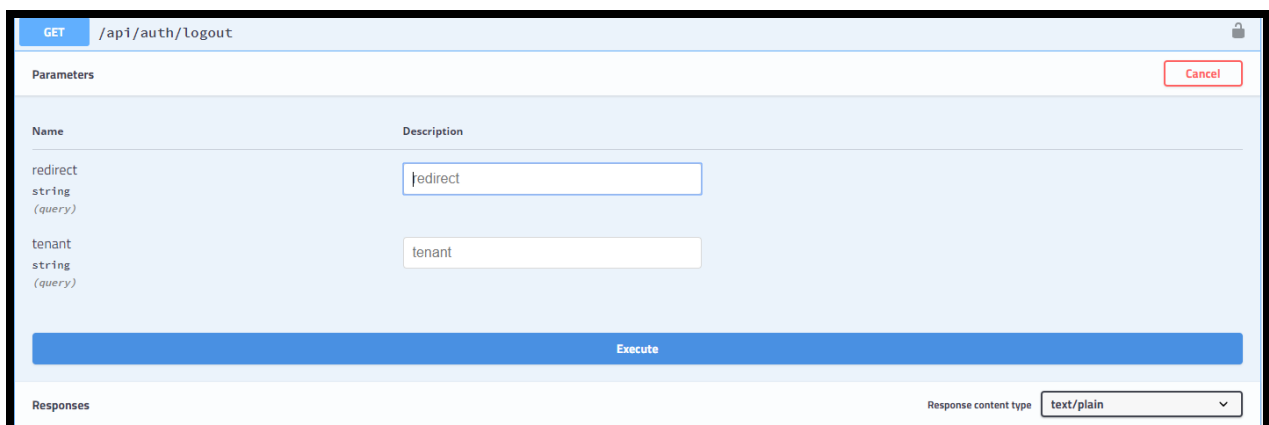 GET /api/auth/logout
Parameters Cancel
Name Description
redirect redirect
string
(query)
tenant tenant
string
(query)
Execute
Responses Response content type text/plain